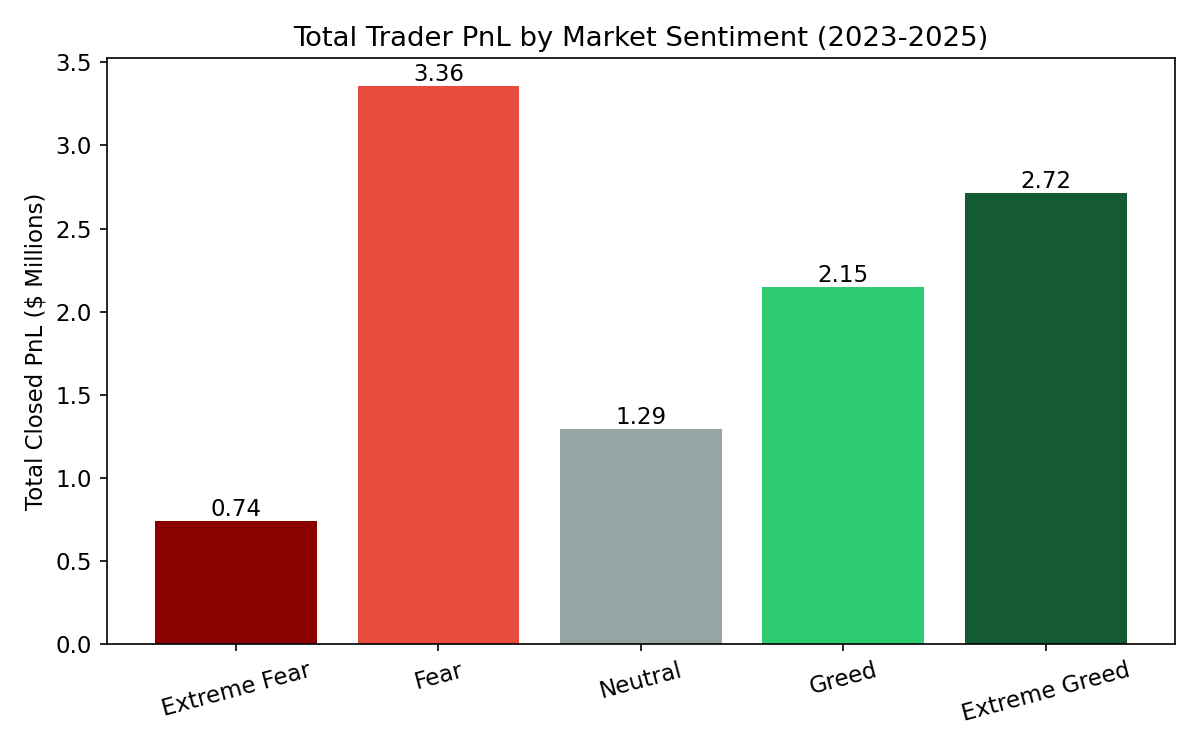 Total Trader PnL by Market Sentiment (2023-2025)
Total Closed PnL ($ Millions)
3.5
3.0
2.5
2.0
1.5
1.0
0.5
0.0
0.74
3.36
1.29
2.15
2.72
Extreme Fear
Fear
Neutral
Greed
Extreme Greed